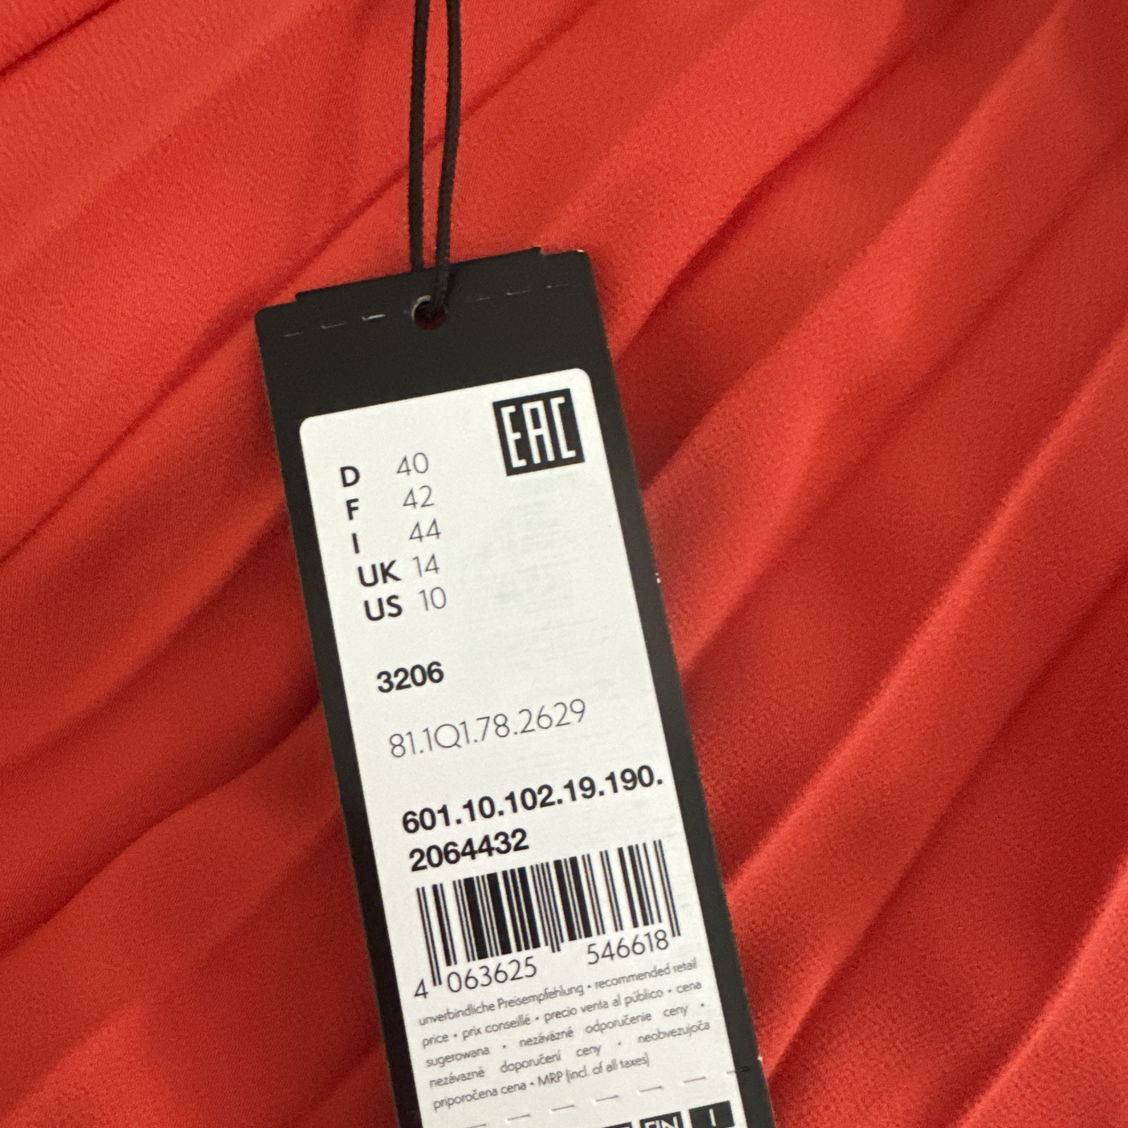 EAC
D 40
F 42
I 44
UK 14
US 10
3206
81.1Q1.78.2629
601.10.102.19.190.
2064432
4 063625 546618
unverbindliche Preisempfehlung • recommended retail
price • prix conseillé • precio venta al público • cena
sugerowana • nezáväzné odporučenie ceny •
nezávazné doporučení ceny • neobvezujoča
priporočena cena • MRP (incl. of all taxes)
FIN I